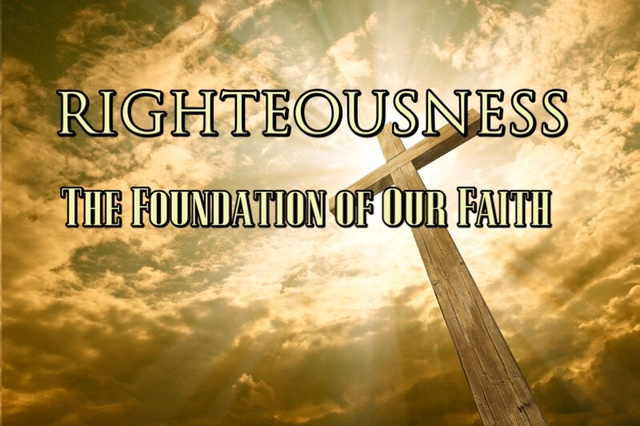 RIGHTEOUSNESS
The Foundation of Our Faith